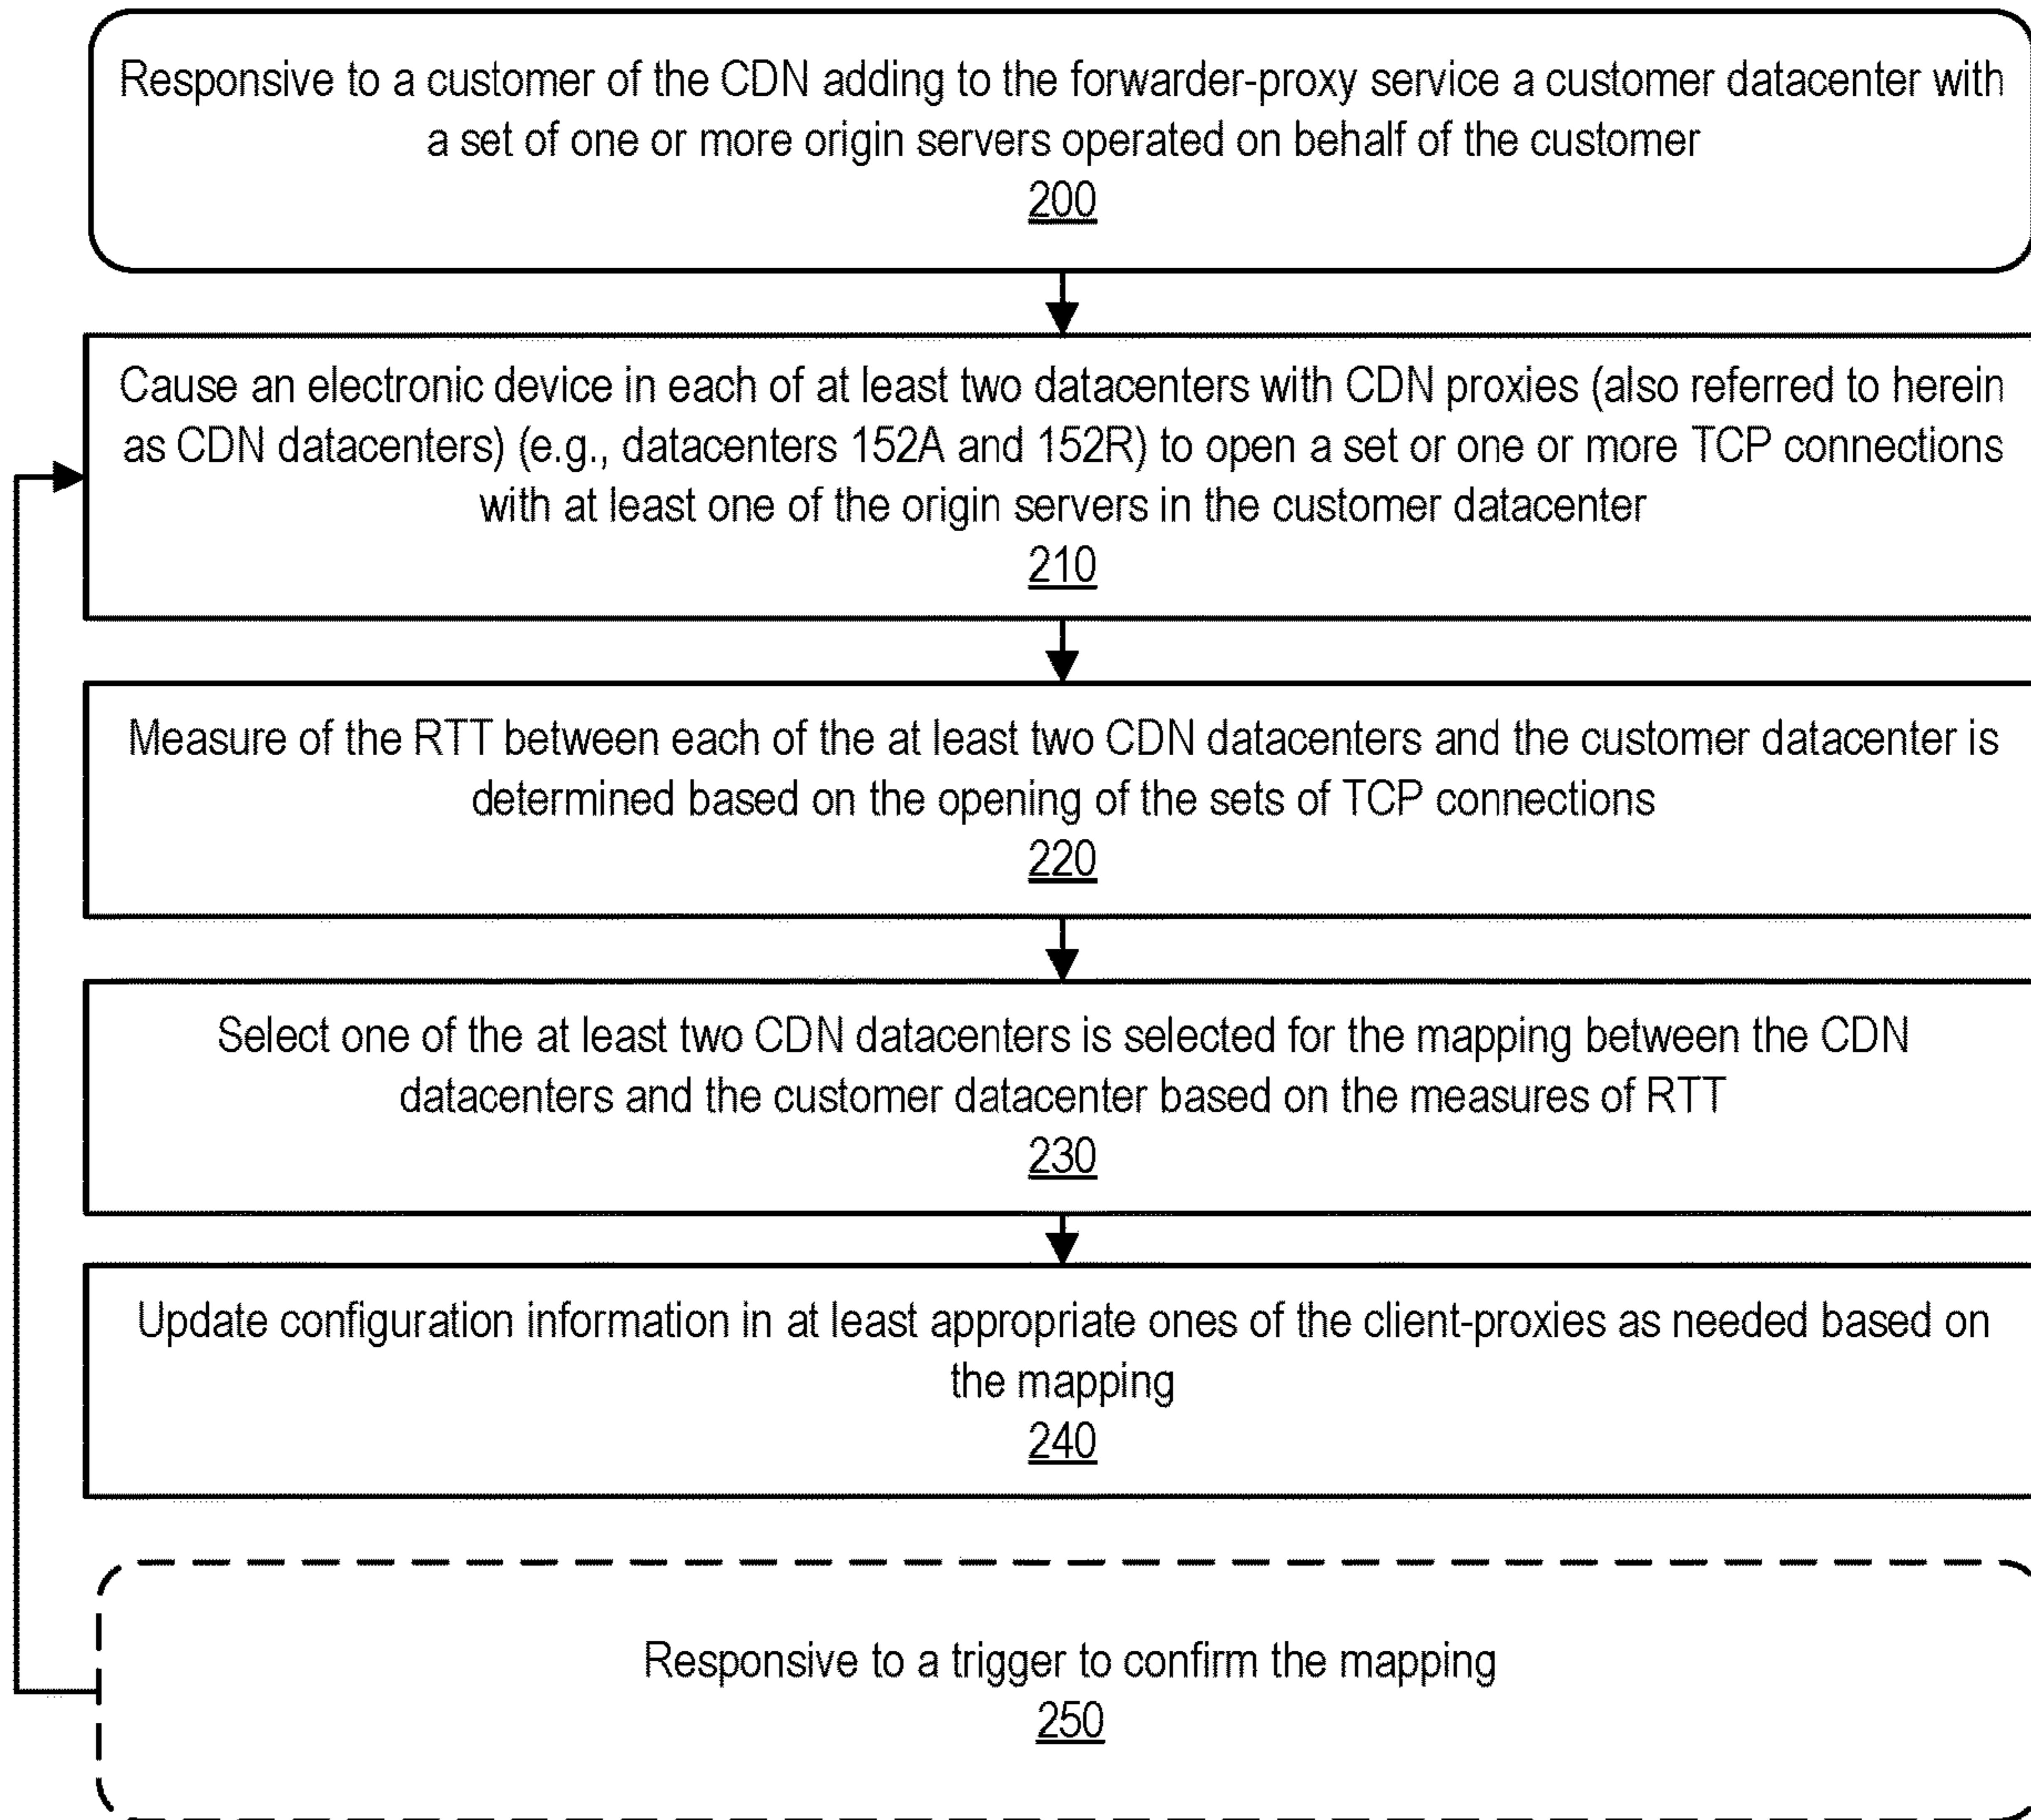 Responsive to a customer of the CDN adding to the forwarder-proxy service a customer datacenter with
a set of one or more origin servers operated on behalf of the customer
200
Cause an electronic device in each of at least two datacenters with CDN proxies (also referred to herein
as CDN datacenters) (e.g., datacenters 152A and 152R) to open a set or one or more TCP connections
with at least one of the origin servers in the customer datacenter
210
Measure of the RTT between each of the at least two CDN datacenters and the customer datacenter is
determined based on the opening of the sets of TCP connections
220
Select one of the at least two CDN datacenters is selected for the mapping between the CDN
datacenters and the customer datacenter based on the measures of RTT
230
Update configuration information in at least appropriate ones of the client-proxies as needed based on
the mapping
240
Responsive to a trigger to confirm the mapping
250